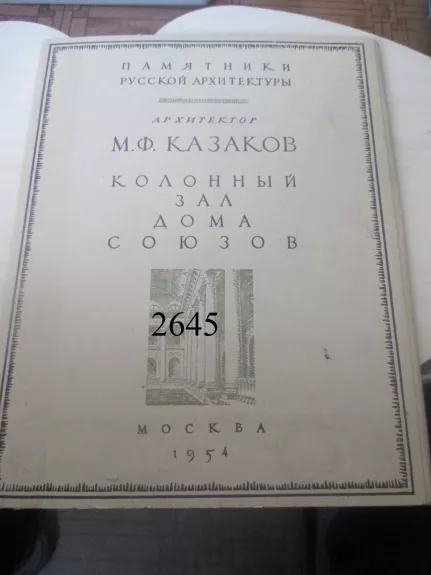 ПАМЯТНИКИ
РУССКОЙ АРХИТЕКТУРЫ
АРХИТЕКТОР
М.Ф. КАЗАКОВ
КОЛОННЫЙ
ЗАЛ
ДОМА
СОЮЗОВ
2645
МОСКВА
1954